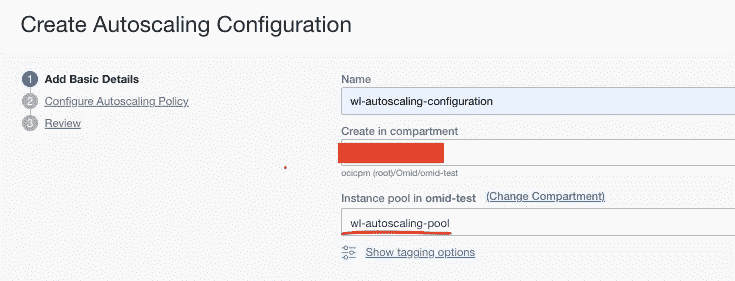 Create Autoscaling Configuration
1 Add Basic Details
2 Configure Autoscaling Policy
3 Review
Name
wl-autoscaling-configuration
Create in compartment
ocicpm (root)/Omid/omid-test
Instance pool in omid-test (Change Compartment)
wl-autoscaling-pool
Show tagging options